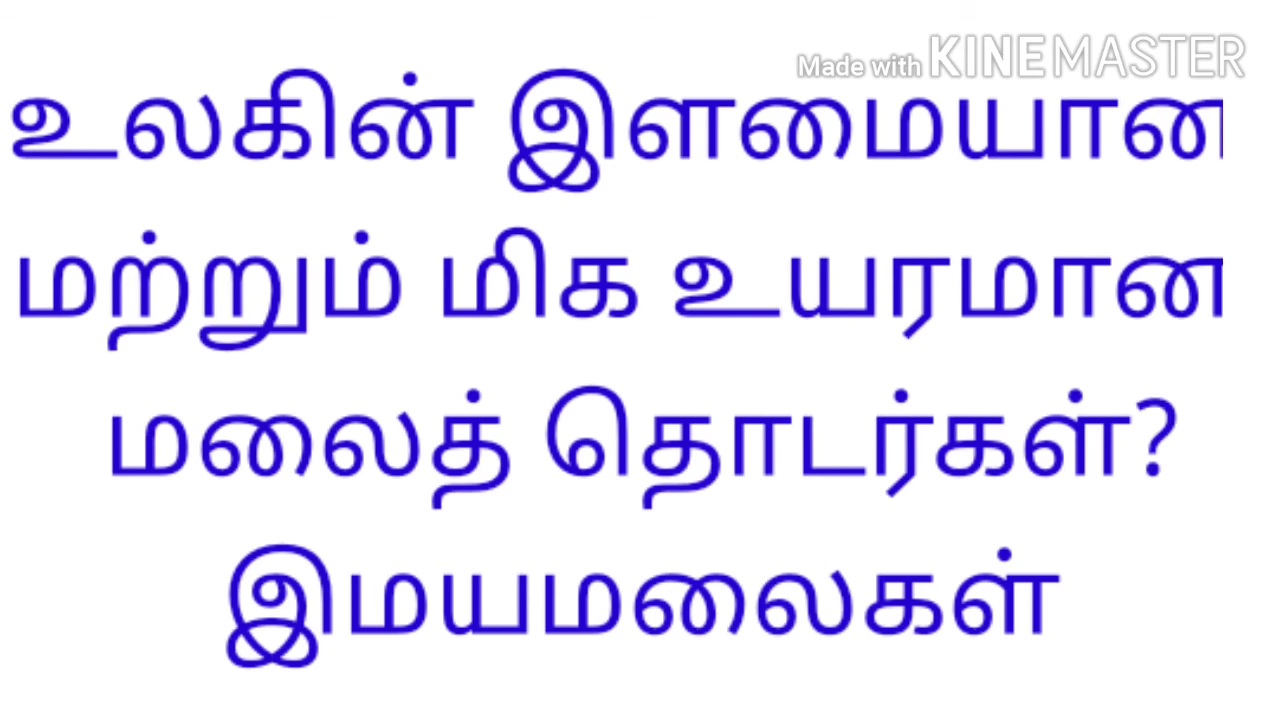 Made with KINEMASTER
உலகின் இளமையான
மற்றும் மிக உயரமான
மலைத் தொடர்கள்?
இமயமலைகள்